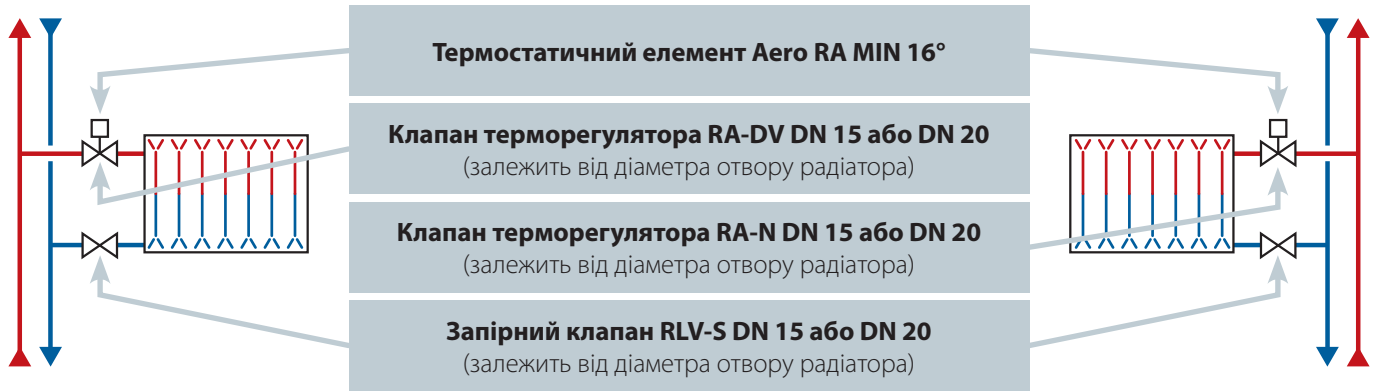 Термостатичний елемент Aero RA MIN 16°
Клапан терморегулятора RA-DV DN 15 або DN 20
(залежить від діаметра отвору радіатора)
Клапан терморегулятора RA-N DN 15 або DN 20
(залежить від діаметра отвору радіатора)
Запірний клапан RLV-S DN 15 або DN 20
(залежить від діаметра отвору радіатора)